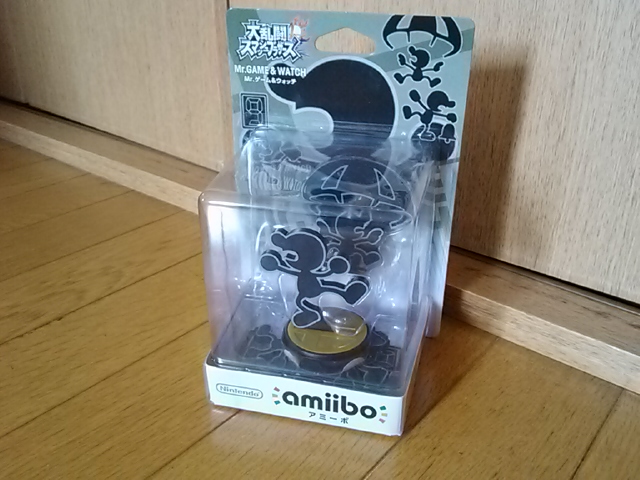 大乱闘
スマッシュブラザーズ
Mr.GAME & WATCH
Mr.ゲーム&ウォッチ
Nintendo
amiibo
アミーボ